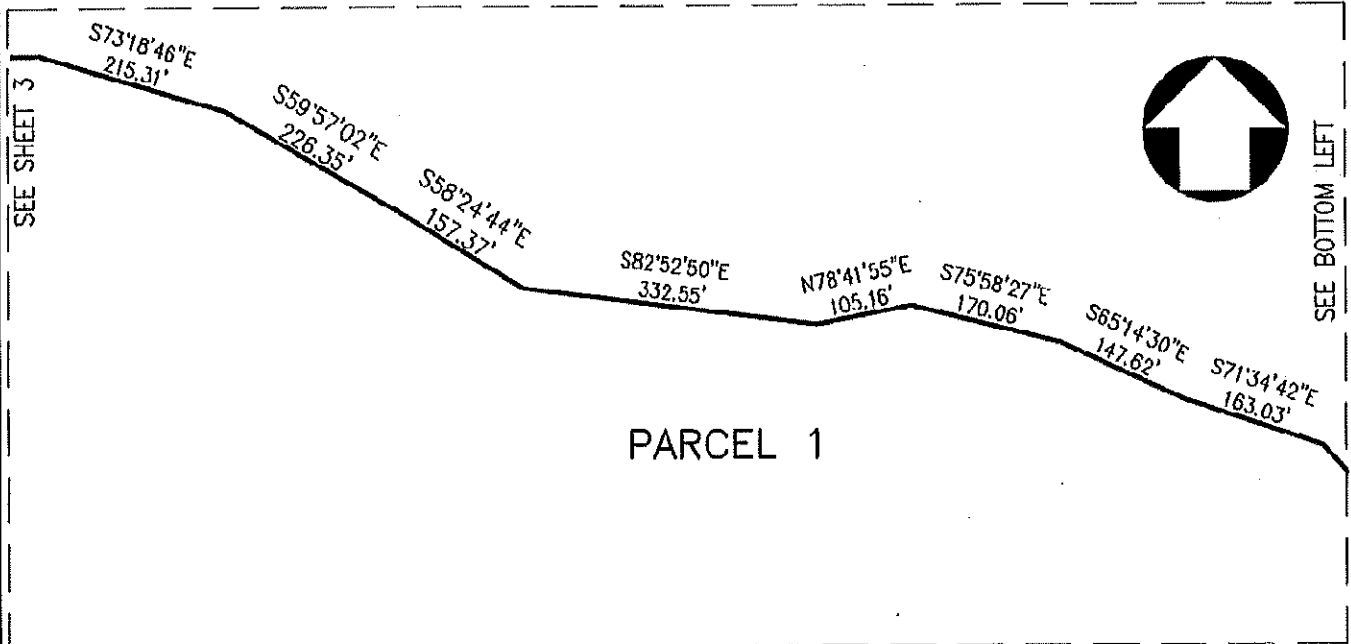 S73°18'46"E
215.31'
S59°57'02"E
226.35'
S58°24'44"E
157.37'
S82°52'50"E
332.55'
N78°41'55"E
105.16'
S75°58'27"E
170.06'
S65°14'30"E
147.62'
S71°34'42"E
163.03'
SEE SHEET 3
SEE BOTTOM LEFT
PARCEL 1